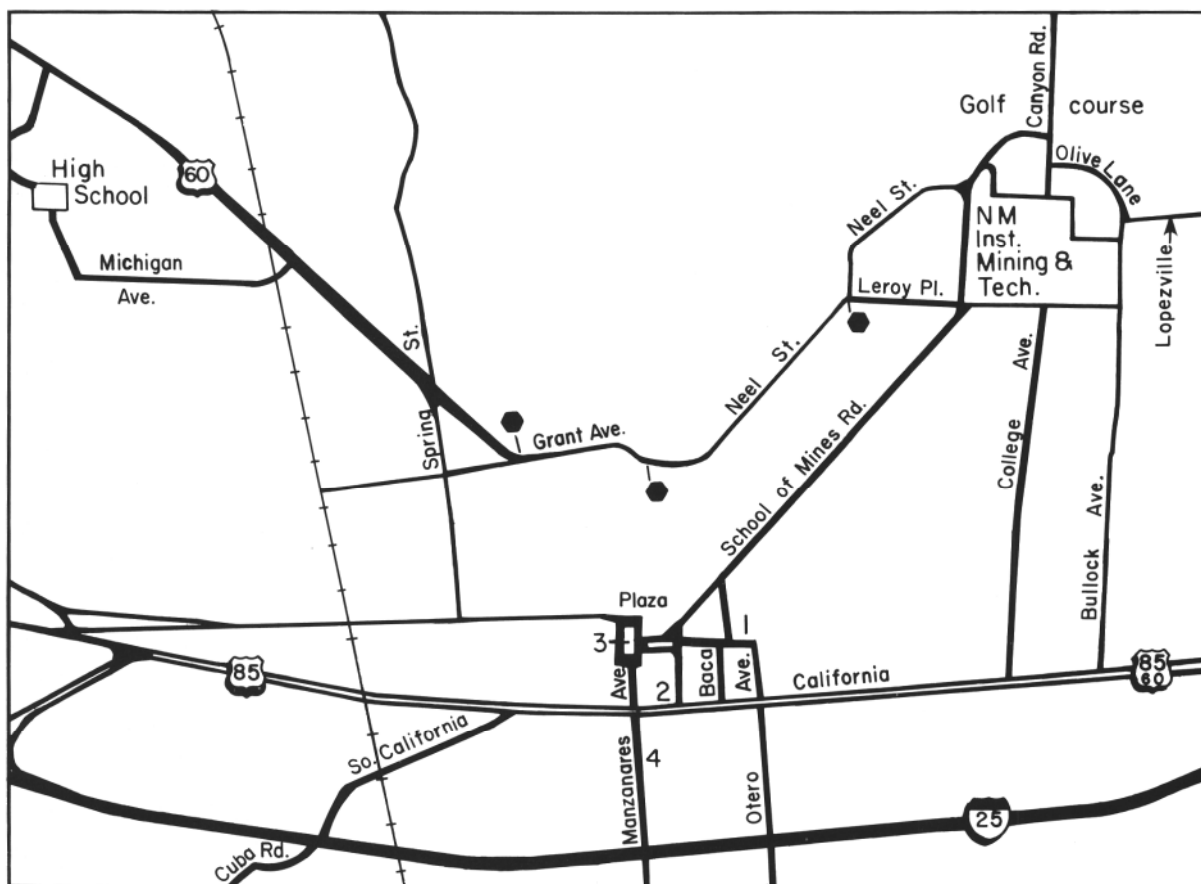 Canyon Rd.
Golf course
Olive Lane
60
High
School
Neel St.
NM
Inst.
Mining &
Tech.
Michigan
Ave.
Leroy Pl.
Lopezville
St.
Spring
Neel St.
Grant Ave.
School of Mines Rd.
College Ave.
Bullock Ave.
Plaza
1
3
85
Ave.
2
Baca
Ave.
California
85
60
So. California
4
Manzanares
Otero
25
Cuba Rd.